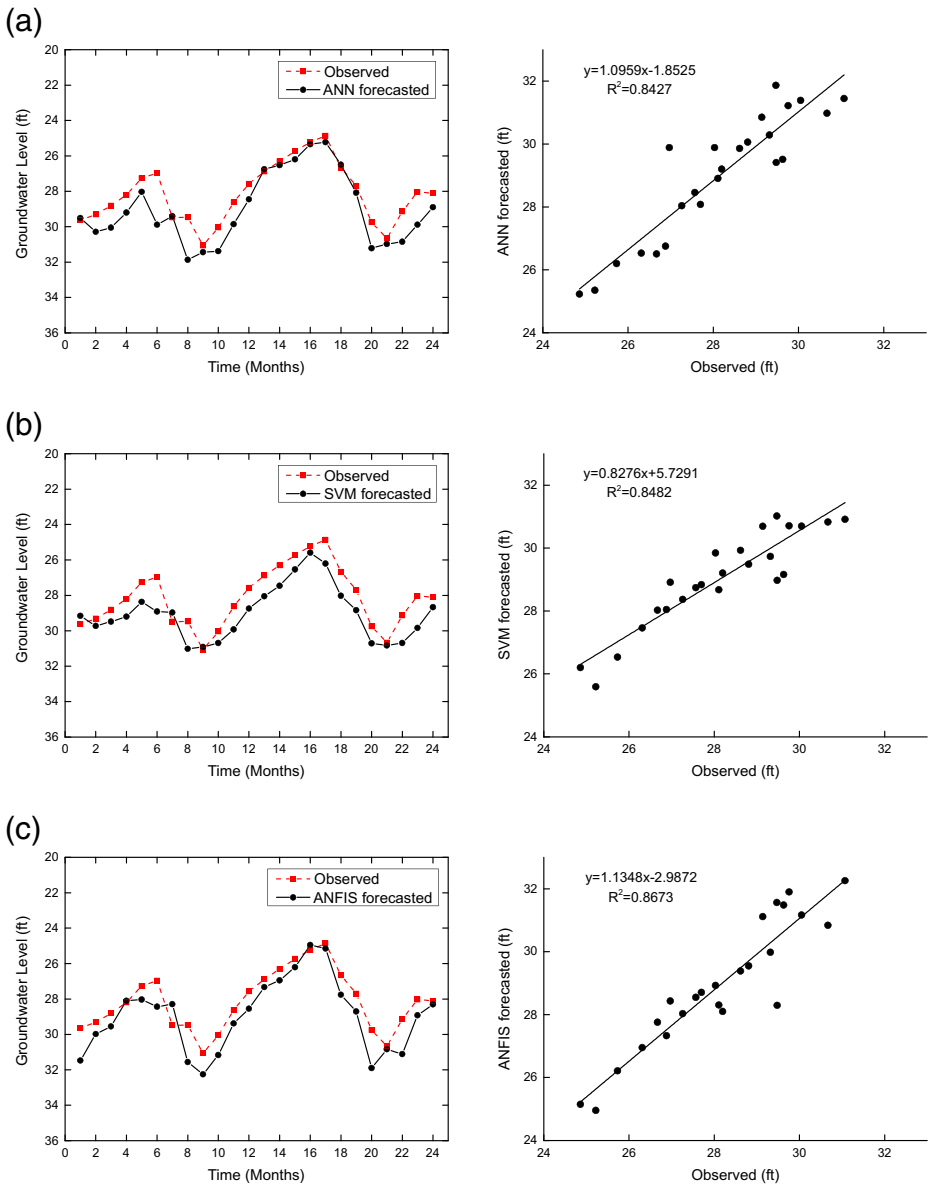 (a)
20
22
24
26
28
30
32
34
36
Groundwater Level (ft)
Observed
ANN forecasted
0 2 4 6 8 10 12 14 16 18 20 22 24
Time (Months)
y=1.0959x-1.8525
R²=0.8427
32
30
28
26
24
ANN forecasted (ft)
24 26 28 30 32
Observed (ft)
(b)
20
22
24
26
28
30
32
34
36
Groundwater Level (ft)
Observed
SVM forecasted
0 2 4 6 8 10 12 14 16 18 20 22 24
Time (Months)
y=0.8276x+5.7291
R²=0.8482
32
30
28
26
24
SVM forecasted (ft)
24 26 28 30 32
Observed (ft)
(c)
20
22
24
26
28
30
32
34
36
Groundwater Level (ft)
Observed
ANFIS forecasted
0 2 4 6 8 10 12 14 16 18 20 22 24
Time (Months)
y=1.1348x-2.9872
R²=0.8673
32
30
28
26
24
ANFIS forecasted (ft)
24 26 28 30 32
Observed (ft)